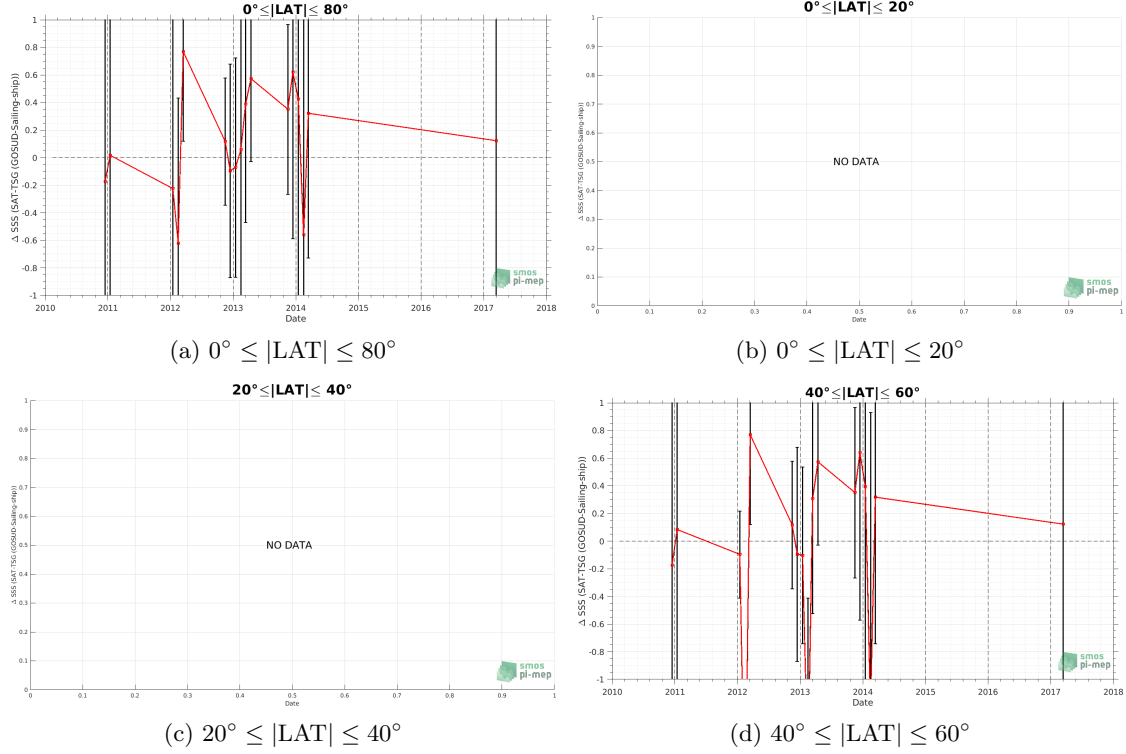 0°≤|LAT|≤ 80°
Δ SSS (SAT-TSG (GOSUD-Sailing-ship))
1
0.8
0.6
0.4
0.2
0
-0.2
-0.4
-0.6
-0.8
-1
2010 2011 2012 2013 2014 2015 2016 2017 2018
Date
smos
pi-mep
(a) 0° ≤ |LAT| ≤ 80°
0°≤|LAT|≤ 20°
Δ SSS (SAT-TSG (GOSUD-Sailing-ship))
1
0.9
0.8
0.7
0.6
0.5
0.4
0.3
0.2
0.1
0
NO DATA
0 0.1 0.2 0.3 0.4 0.5 0.6 0.7 0.8 0.9 1
Date
smos
pi-mep
(b) 0° ≤ |LAT| ≤ 20°
20°≤|LAT|≤ 40°
Δ SSS (SAT-TSG (GOSUD-Sailing-ship))
1
0.9
0.8
0.7
0.6
0.5
0.4
0.3
0.2
0.1
0
NO DATA
0 0.1 0.2 0.3 0.4 0.5 0.6 0.7 0.8 0.9 1
Date
smos
pi-mep
(c) 20° ≤ |LAT| ≤ 40°
40°≤|LAT|≤ 60°
Δ SSS (SAT-TSG (GOSUD-Sailing-ship))
1
0.8
0.6
0.4
0.2
0
-0.2
-0.4
-0.6
-0.8
-1
2010 2011 2012 2013 2014 2015 2016 2017 2018
Date
smos
pi-mep
(d) 40° ≤ |LAT| ≤ 60°